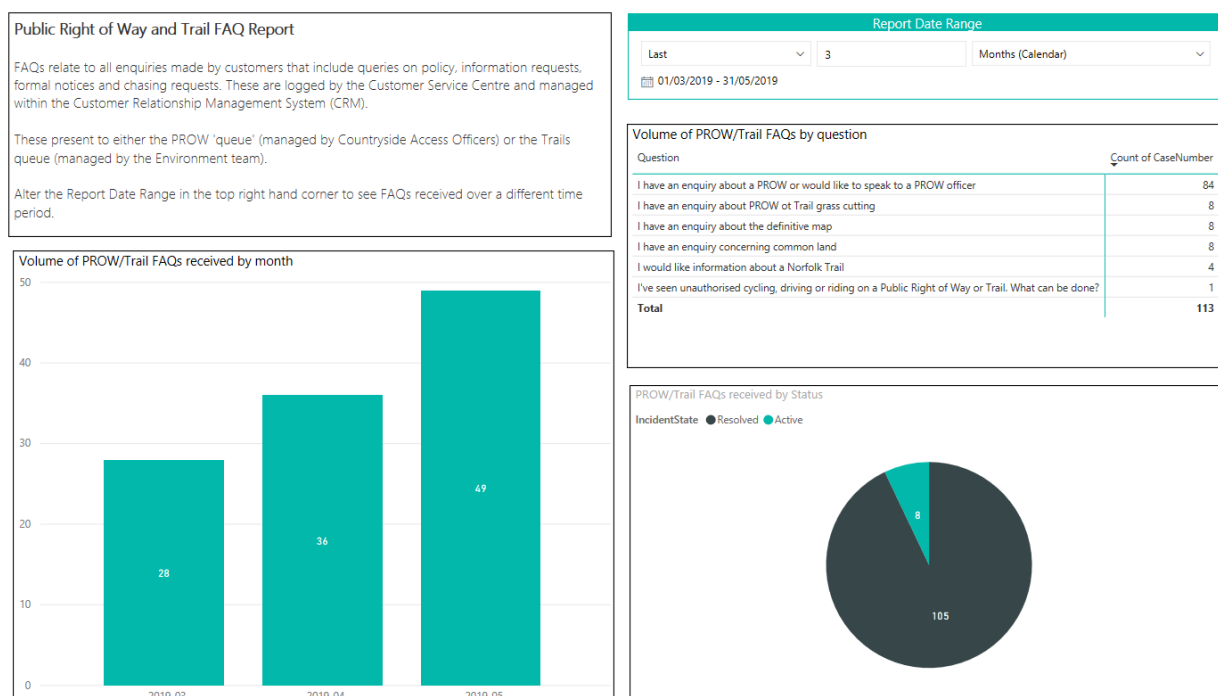 Public Right of Way and Trail FAQ Report
FAQs relate to all enquiries made by customers that include queries on policy, information requests,
formal notices and chasing requests. These are logged by the Customer Service Centre and managed
within the Customer Relationship Management System (CRM).
These present to either the PROW 'queue' (managed by Countryside Access Officers) or the Trails
queue (managed by the Environment team).
Alter the Report Date Range in the top right hand corner to see FAQs received over a different time
period.
Report Date Range
Last 3 Months (Calendar)
01/03/2019 - 31/05/2019
Volume of PROW/Trail FAQs by question
Question Count of CaseNumber
I have an enquiry about a PROW or would like to speak to a PROW officer 84
I have an enquiry about PROW ot Trail grass cutting 8
I have an enquiry about the definitive map 8
I have an enquiry concerning common land 8
I would like information about a Norfolk Trail 4
I've seen unauthorised cycling, driving or riding on a Public Right of Way or Trail. What can be done? 1
Total 113
Volume of PROW/Trail FAQs received by month
50
40
30
20
10
0
28
36
49
2019-03 2019-04 2019-05
PROW/Trail FAQs received by Status
IncidentState Resolved Active
8
105